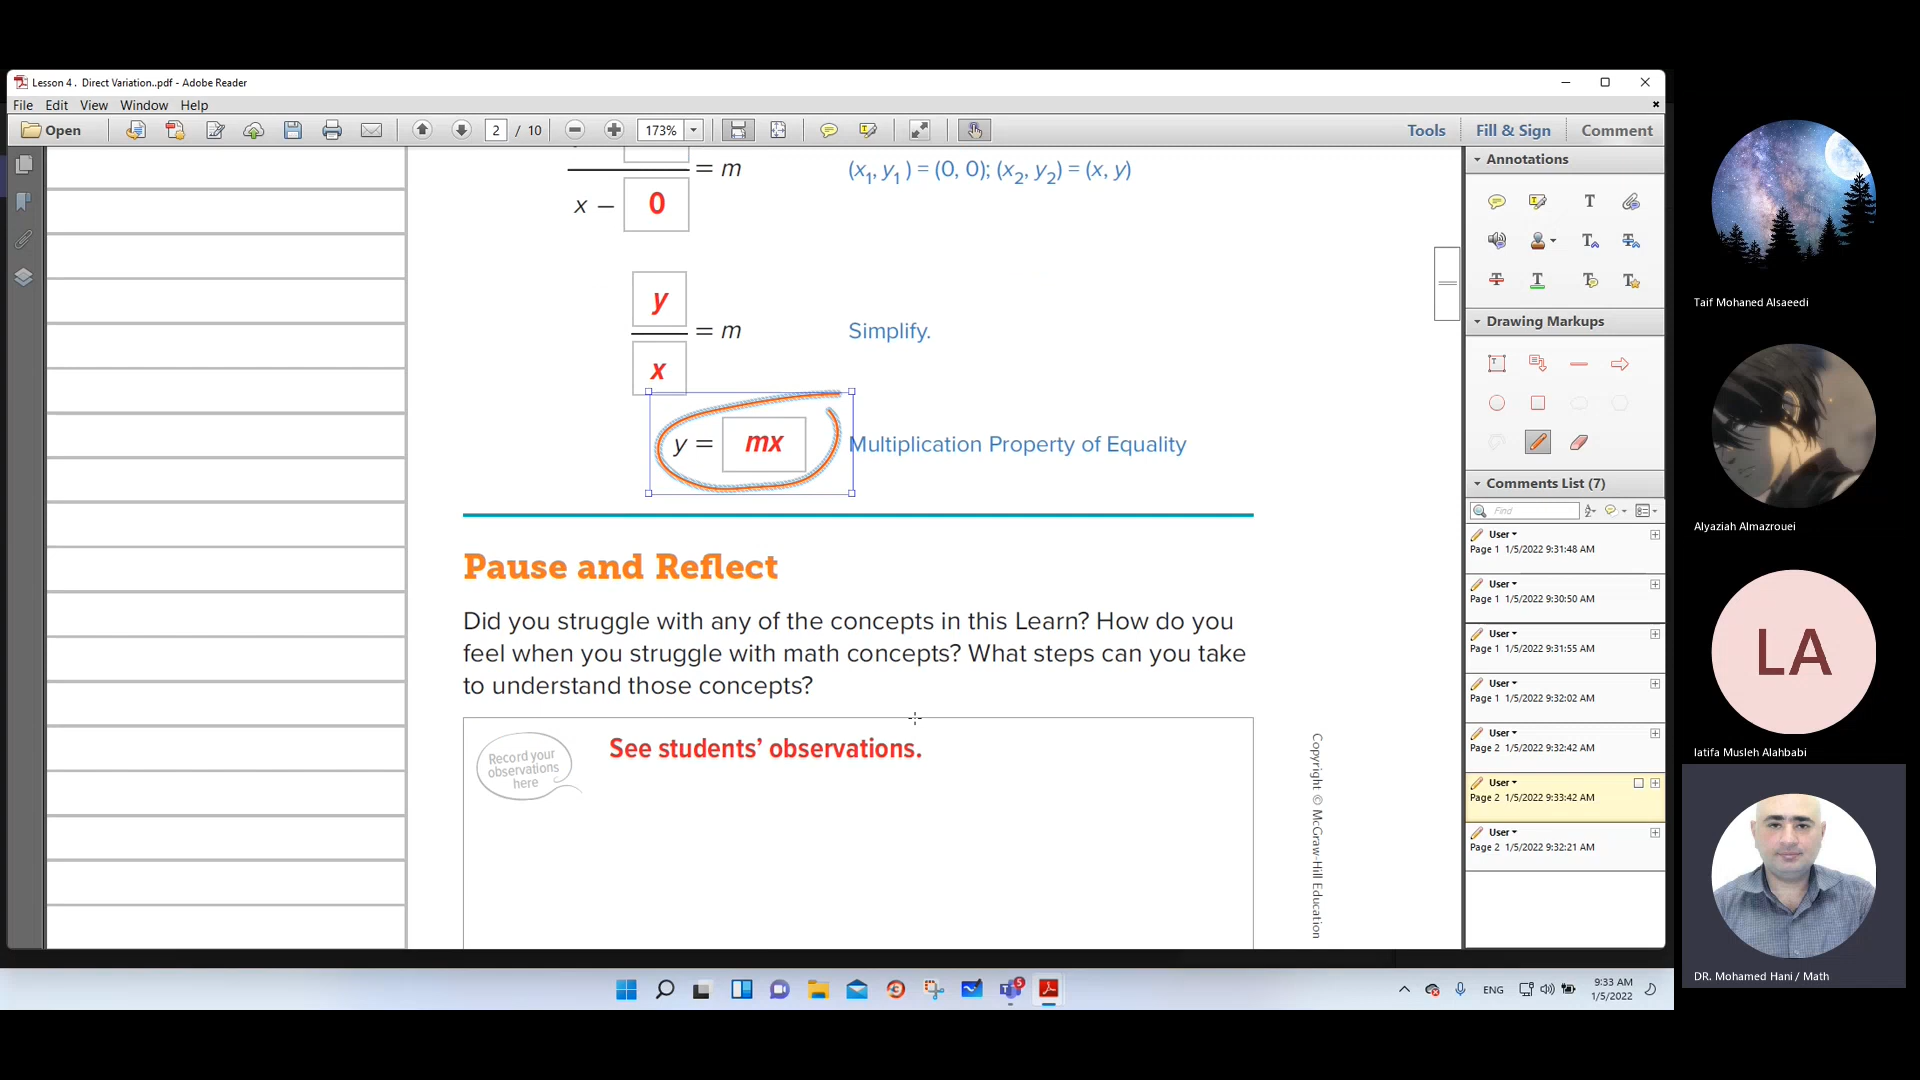 Lesson 4 . Direct Variation..pdf - Adobe Reader
File Edit View Window Help
Open
2 / 10
173%
Tools Fill & Sign Comment
= m
(x1, y1 ) = (0, 0); (x2, y2) = (x, y)
x − 0
y
= m
Simplify.
x
y = mx
Multiplication Property of Equality
Pause and Reflect
Did you struggle with any of the concepts in this Learn? How do you
feel when you struggle with math concepts? What steps can you take
to understand those concepts?
Record your
observations
here
See students’ observations.
Copyright © McGraw-Hill Education
Annotations
Drawing Markups
Comments List (7)
Find
User
Page 1 1/5/2022 9:31:48 AM
User
Page 1 1/5/2022 9:30:50 AM
User
Page 1 1/5/2022 9:31:55 AM
User
Page 1 1/5/2022 9:32:02 AM
User
Page 2 1/5/2022 9:32:42 AM
User
Page 2 1/5/2022 9:33:42 AM
User
Page 2 1/5/2022 9:32:21 AM
Taif Mohaned Alsaeedi
Alyaziah Almazrouei
LA
latifa Musleh Alahbabi
DR. Mohamed Hani / Math
5
ENG
9:33 AM
1/5/2022